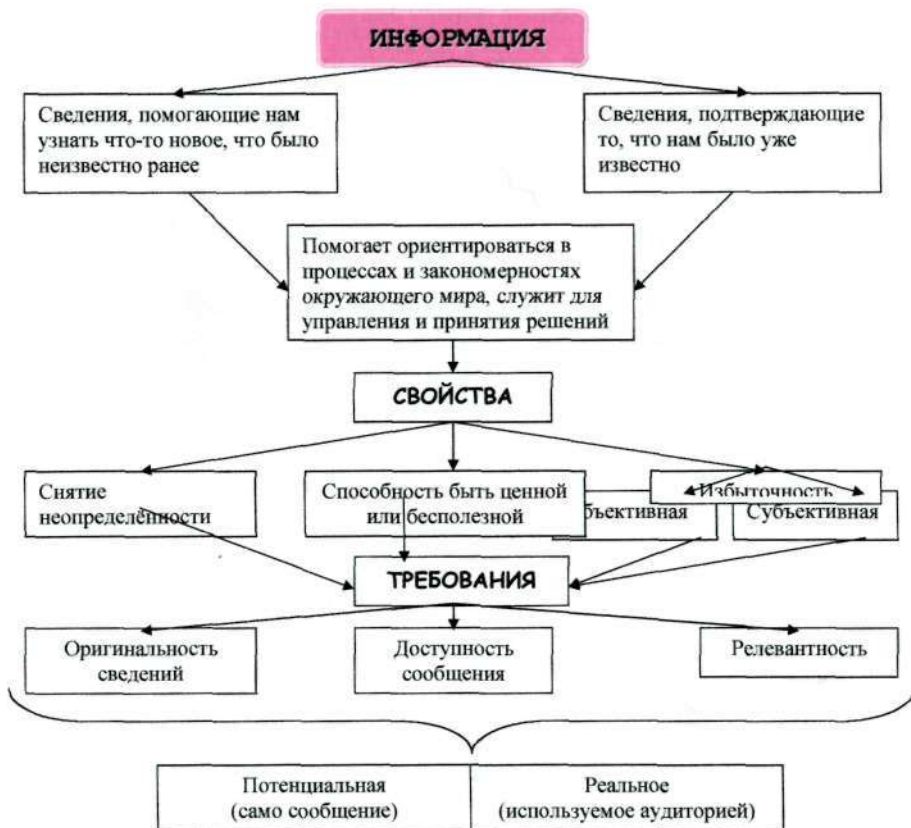 ИНФОРМАЦИЯ
Сведения, помогающие нам
узнать что-то новое, что было
неизвестно ранее
Сведения, подтверждающие
то, что нам было уже
известно
Помогает ориентироваться в
процессах и закономерностях
окружающего мира, служит для
управления и принятия решений
СВОЙСТВА
Снятие
неопределённости
Способность быть ценной
или бесполезной
Избыточность
бъективная
Субъективная
ТРЕБОВАНИЯ
Оригинальность
сведений
Доступность
сообщения
Релевантность
Потенциальная
(само сообщение)
Реальное
(используемое аудиторией)